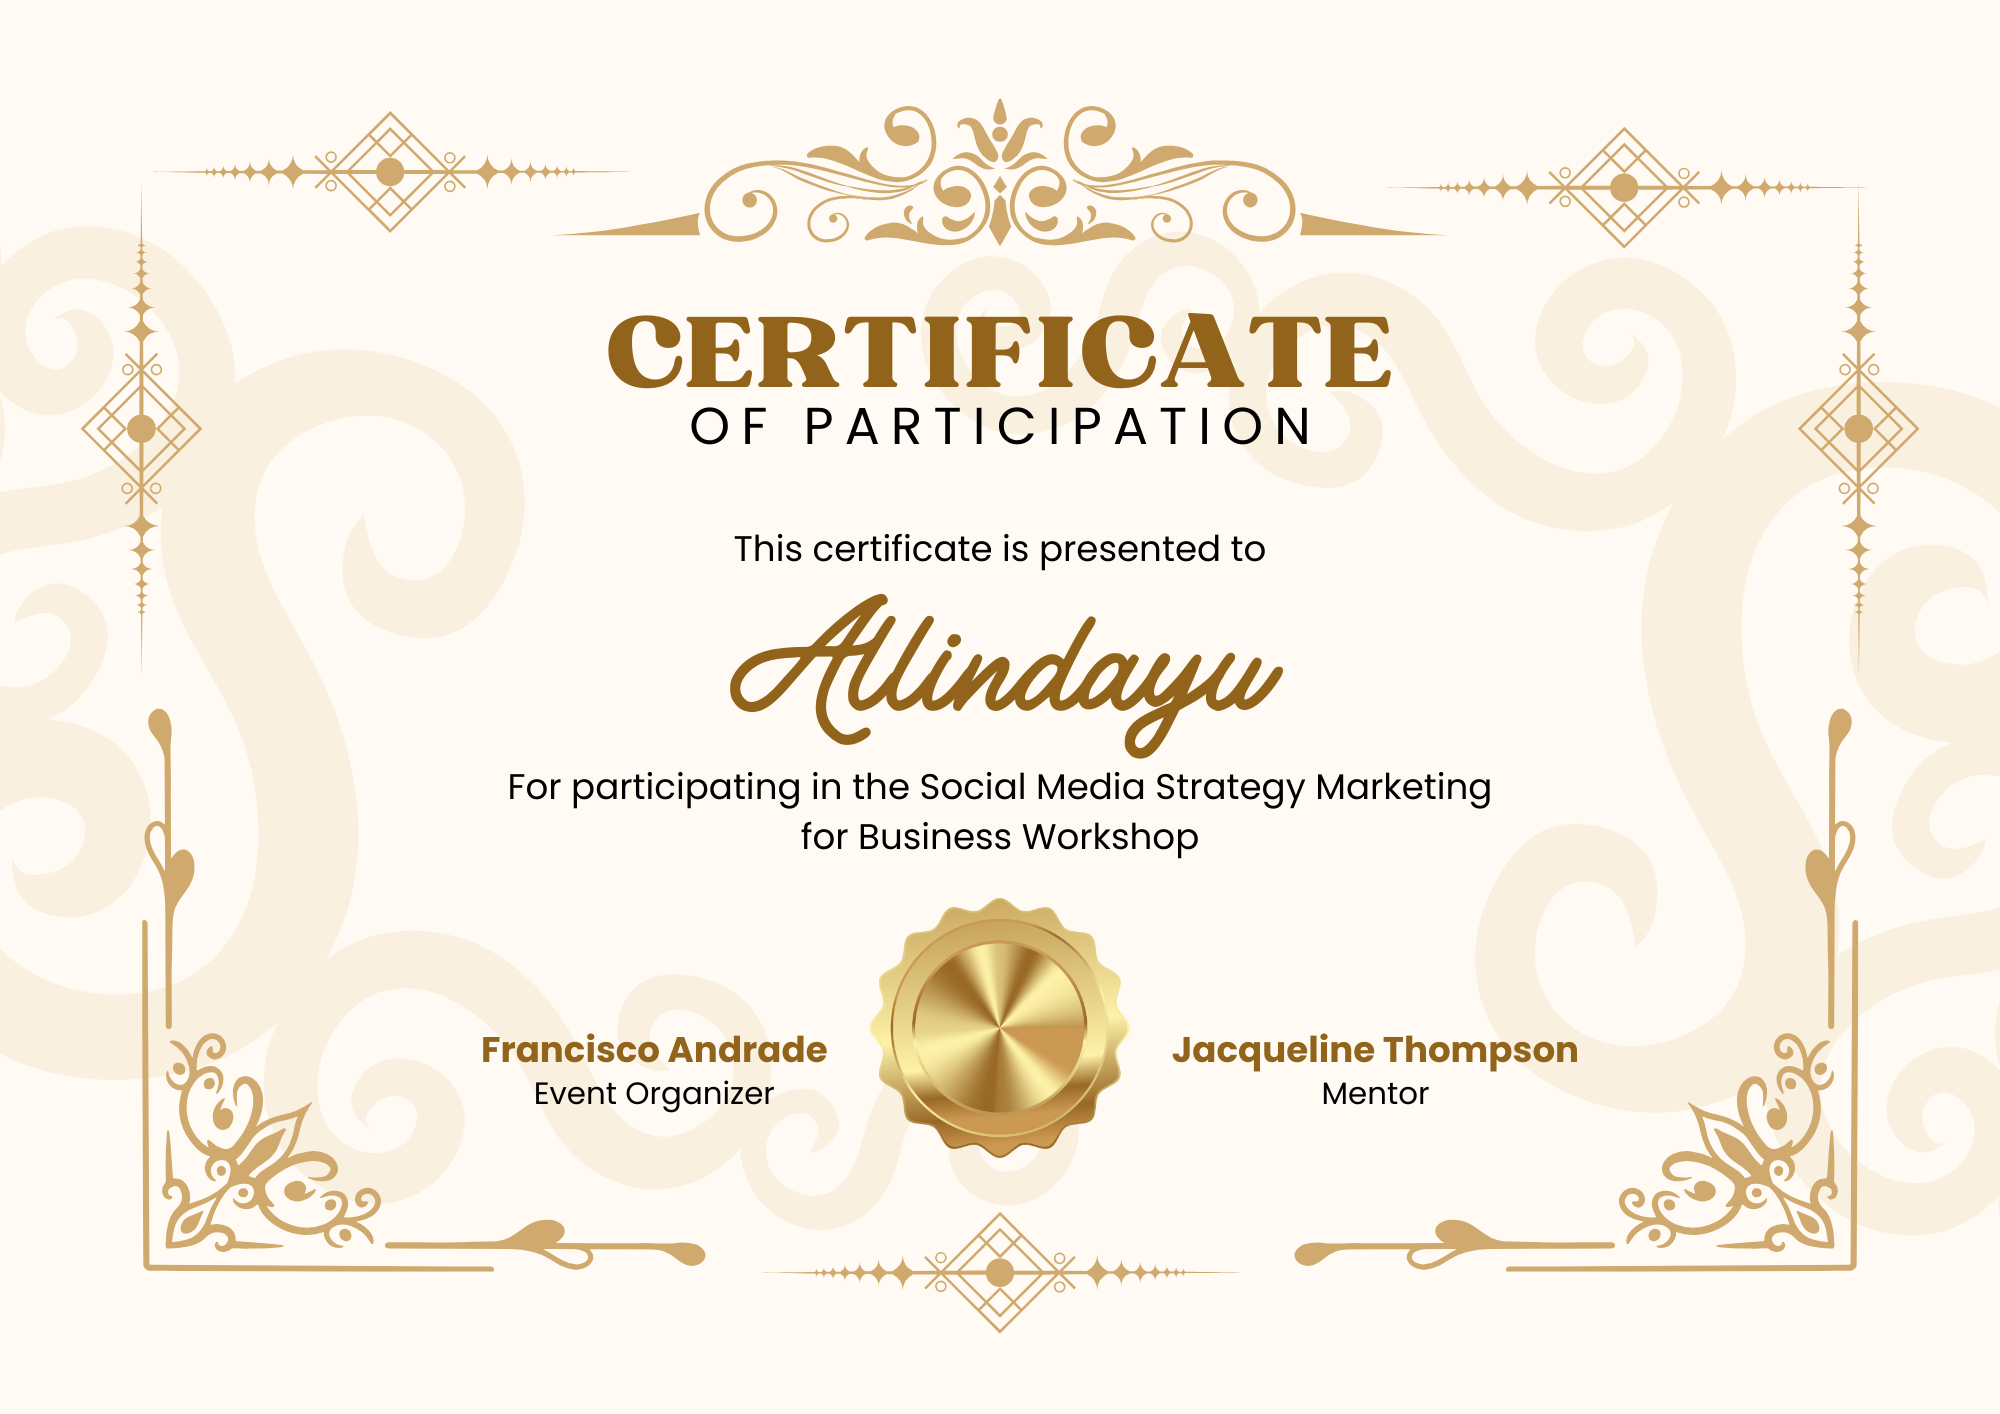 CERTIFICATE
OF PARTICIPATION
This certificate is presented to
Allindayu
For participating in the Social Media Strategy Marketing
for Business Workshop
Francisco Andrade
Event Organizer
Jacqueline Thompson
Mentor